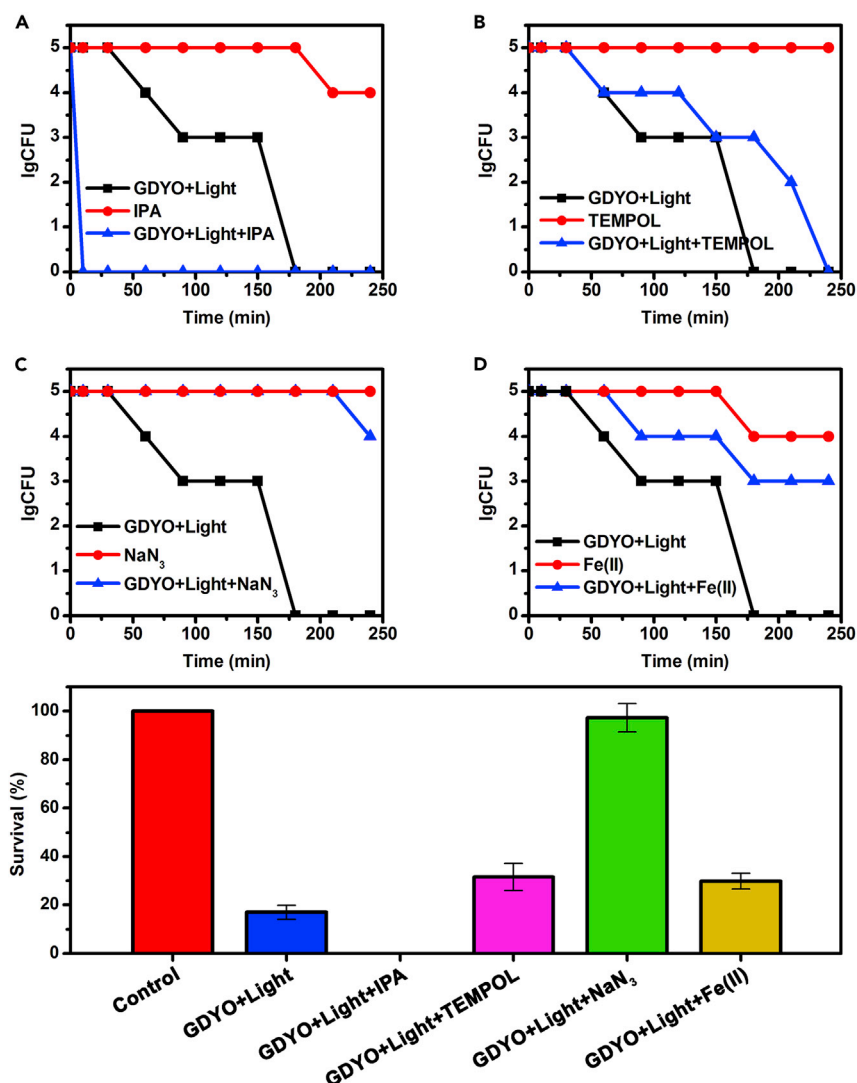 A
lgCFU
5
4
3
2
1
0
GDYO+Light
IPA
GDYO+Light+IPA
0 50 100 150 200 250
Time (min)
B
lgCFU
5
4
3
2
1
0
GDYO+Light
TEMPOL
GDYO+Light+TEMPOL
0 50 100 150 200 250
Time (min)
C
lgCFU
5
4
3
2
1
0
GDYO+Light
NaN₃
GDYO+Light+NaN₃
0 50 100 150 200 250
Time (min)
D
lgCFU
5
4
3
2
1
0
GDYO+Light
Fe(II)
GDYO+Light+Fe(II)
0 50 100 150 200 250
Time (min)
Survival (%)
100
80
60
40
20
0
Control
GDYO+Light
GDYO+Light+IPA
GDYO+Light+TEMPOL
GDYO+Light+NaN₃
GDYO+Light+Fe(II)